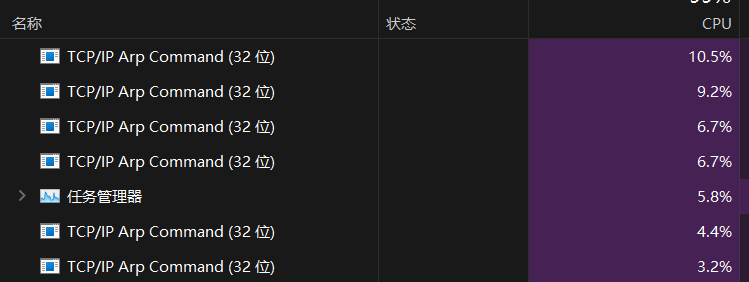 名称 状态 CPU
TCP/IP Arp Command (32 位) 10.5%
TCP/IP Arp Command (32 位) 9.2%
TCP/IP Arp Command (32 位) 6.7%
TCP/IP Arp Command (32 位) 6.7%
任务管理器 5.8%
TCP/IP Arp Command (32 位) 4.4%
TCP/IP Arp Command (32 位) 3.2%